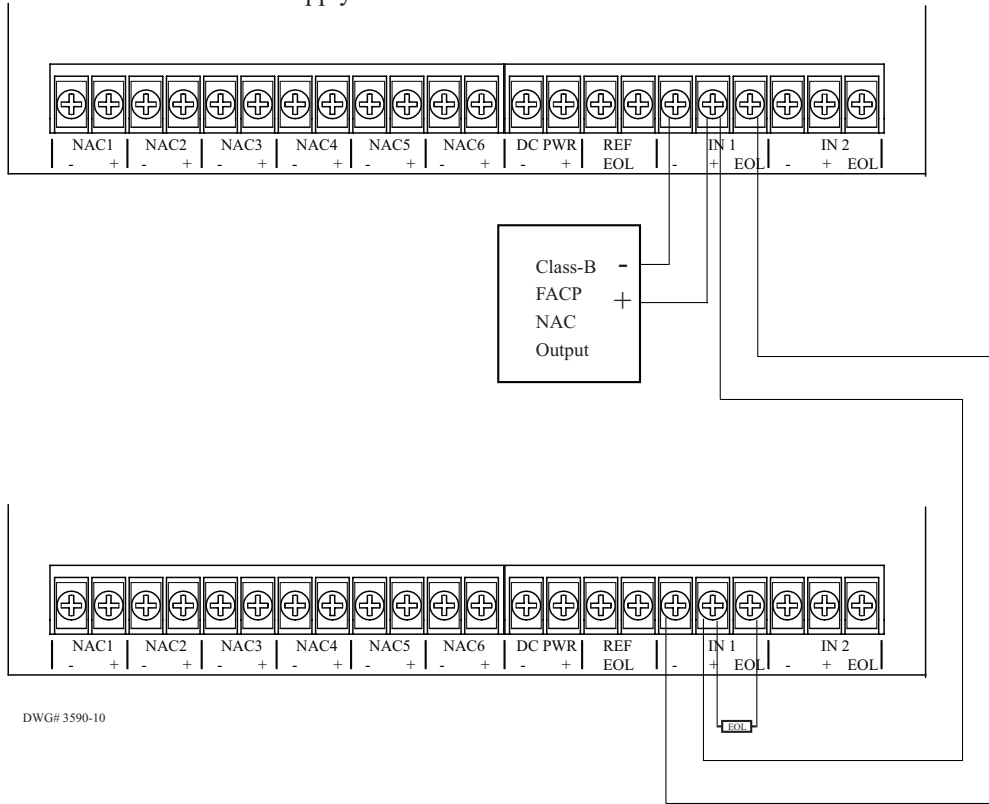 NAC1 NAC2 NAC3 NAC4 NAC5 NAC6 DC PWR REF IN 1 IN 2
- + - + - + - + - + - + - + EOL - + EOL - + EOL
Class-B -
FACP +
NAC
Output
NAC1 NAC2 NAC3 NAC4 NAC5 NAC6 DC PWR REF IN 1 IN 2
- + - + - + - + - + - + - + EOL - + EOL - + EOL
DWG# 3590-10
EOL